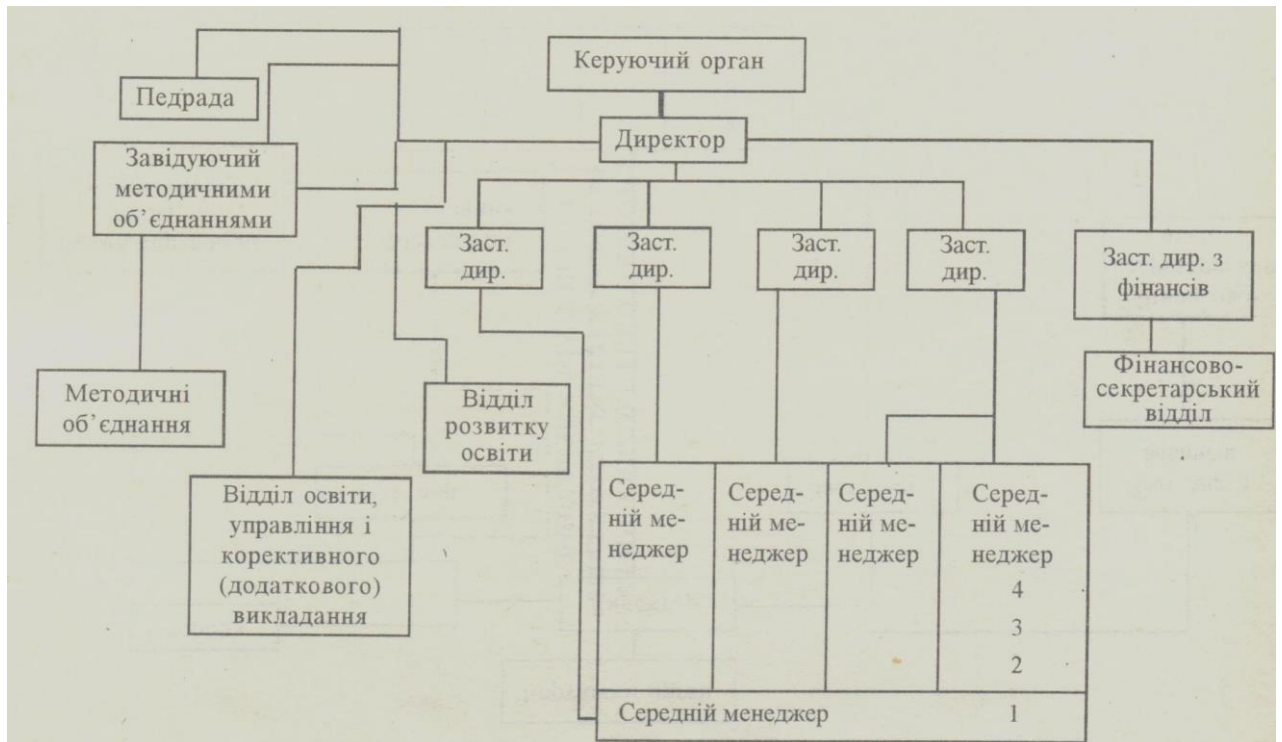 Керуючий орган
Педрада
Директор
Завідуючий
методичними
об’єднаннями
Заст.
дир.
Заст.
дир.
Заст.
дир.
Заст.
дир.
Заст. дир. з
фінансів
Методичні
об’єднання
Відділ
розвитку
освіти
Фінансово-
секретарський
відділ
Відділ освіти,
управління і
корективного
(додаткового)
викладання
Серед-
ній ме-
неджер
Серед-
ній ме-
неджер
Серед-
ній ме-
неджер
Серед-
ній ме-
неджер
4
3
2
Середній менеджер 1